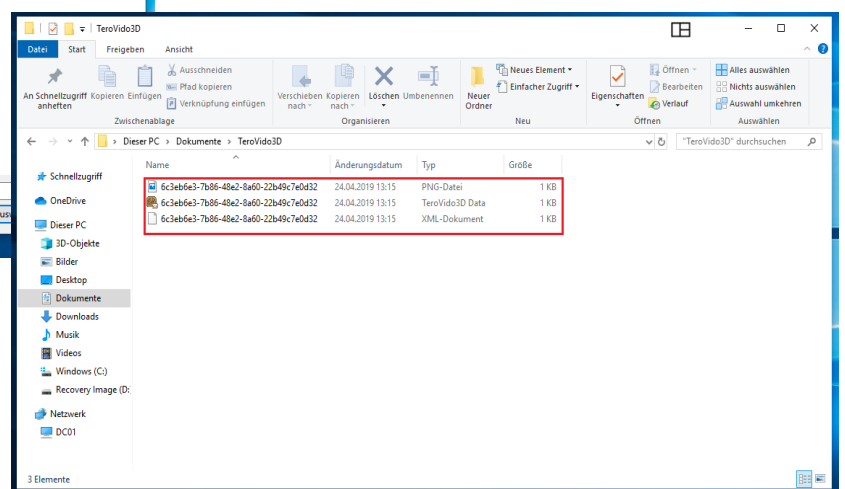 TeroVido3D
Datei Start Freigeben Ansicht
An Schnellzugriff anheften
Kopieren
Einfügen
Ausschneiden
Pfad kopieren
Verknüpfung einfügen
Zwischenablage
Verschieben nach
Kopieren nach
Löschen
Umbenennen
Organisieren
Neuer Ordner
Neues Element
Einfacher Zugriff
Neu
Eigenschaften
Öffnen
Bearbeiten
Verlauf
Öffnen
Alles auswählen
Nichts auswählen
Auswahl umkehren
Auswählen
Dieser PC > Dokumente > TeroVido3D
"TeroVido3D" durchsuchen
Name Änderungsdatum Typ Größe
6c3eb6e3-7b86-48e2-8a60-22b49c7e0d32 24.04.2019 13:15 PNG-Datei 1 KB
6c3eb6e3-7b86-48e2-8a60-22b49c7e0d32 24.04.2019 13:15 TeroVido3D Data 1 KB
6c3eb6e3-7b86-48e2-8a60-22b49c7e0d32 24.04.2019 13:15 XML-Dokument 1 KB
Schnellzugriff
OneDrive
Dieser PC
3D-Objekte
Bilder
Desktop
Dokumente
Downloads
Musik
Videos
Windows (C:)
Recovery Image (D:
Netzwerk
DC01
3 Elemente